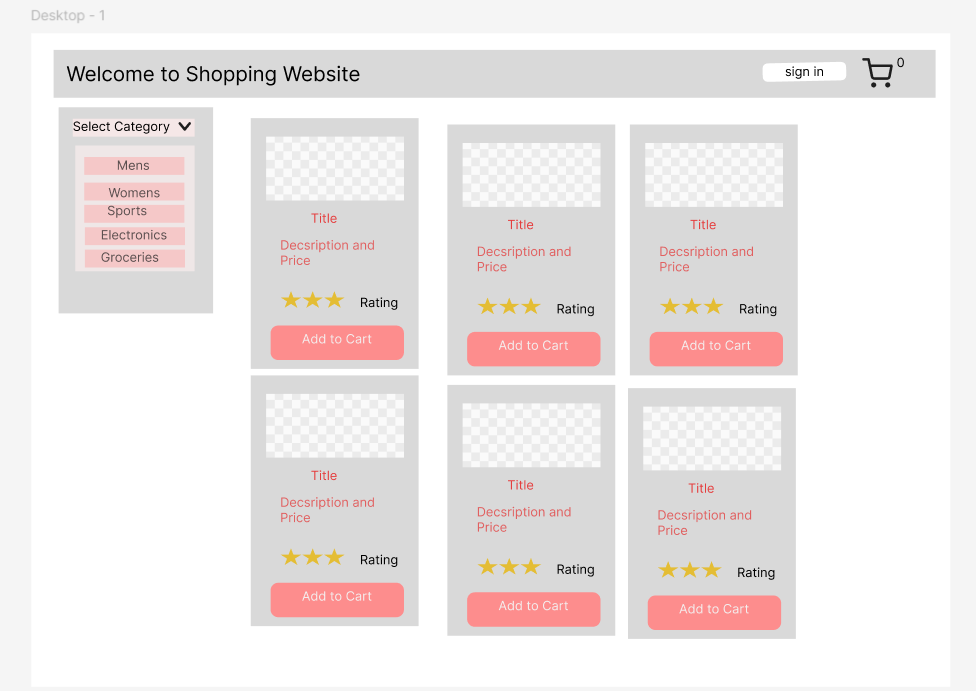 Desktop - 1
Welcome to Shopping Website
sign in
0
Select Category
Mens
Womens
Sports
Electronics
Groceries
Title
Decsription and
Price
Rating
Add to Cart
Title
Decsription and
Price
Rating
Add to Cart
Title
Decsription and
Price
Rating
Add to Cart
Title
Decsription and
Price
Rating
Add to Cart
Title
Decsription and
Price
Rating
Add to Cart
Title
Decsription and
Price
Rating
Add to Cart